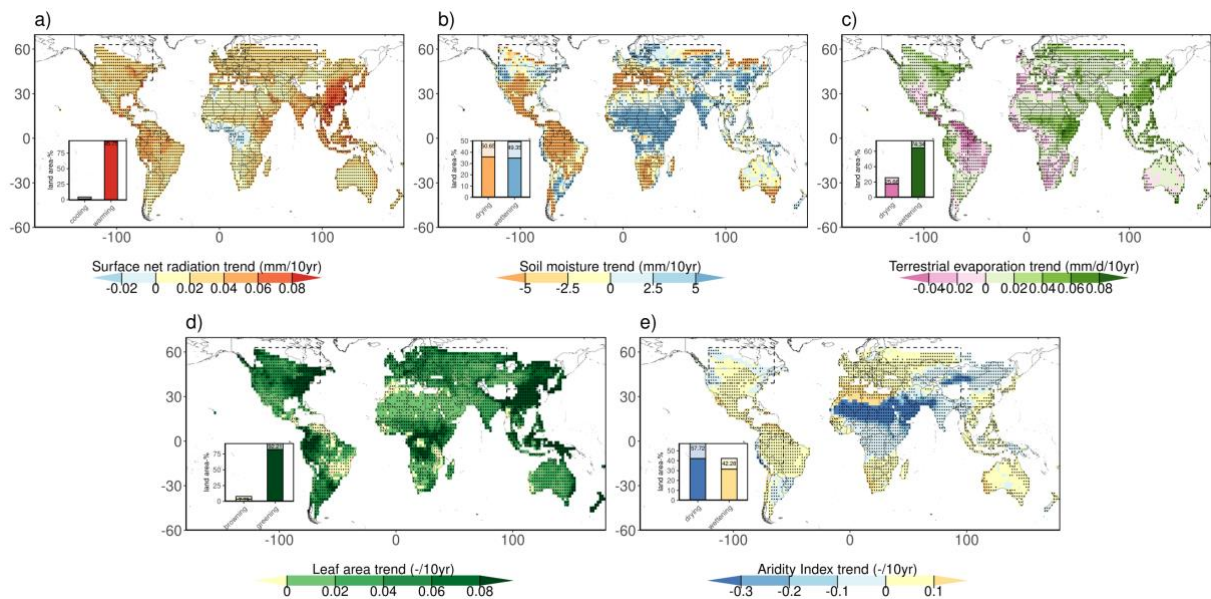 a)
b)
c)
60
30
0
-30
-60
-100
0
100
land area-%
75
50
25
0
cooling
warming
Surface net radiation trend (mm/10yr)
-0.02 0 0.02 0.04 0.06 0.08
60
30
0
-30
-60
-100
0
100
land area-%
50
40
30
20
10
0
drying
wettening
Soil moisture trend (mm/10yr)
-5 -2.5 0 2.5 5
60
30
0
-30
-60
-100
0
100
land area-%
60
40
20
0
drying
wettening
Terrestrial evaporation trend (mm/d/10yr)
-0.04 -0.02 0 0.02 0.04 0.06 0.08
d)
e)
60
30
0
-30
-60
-100
0
100
land area-%
75
50
25
0
browning
greening
Leaf area trend (-/10yr)
0 0.02 0.04 0.06 0.08
60
30
0
-30
-60
-100
0
100
land area-%
50
40
30
20
10
0
57.72
42.28
drying
wettening
Aridity Index trend (-/10yr)
-0.3 -0.2 -0.1 0 0.1